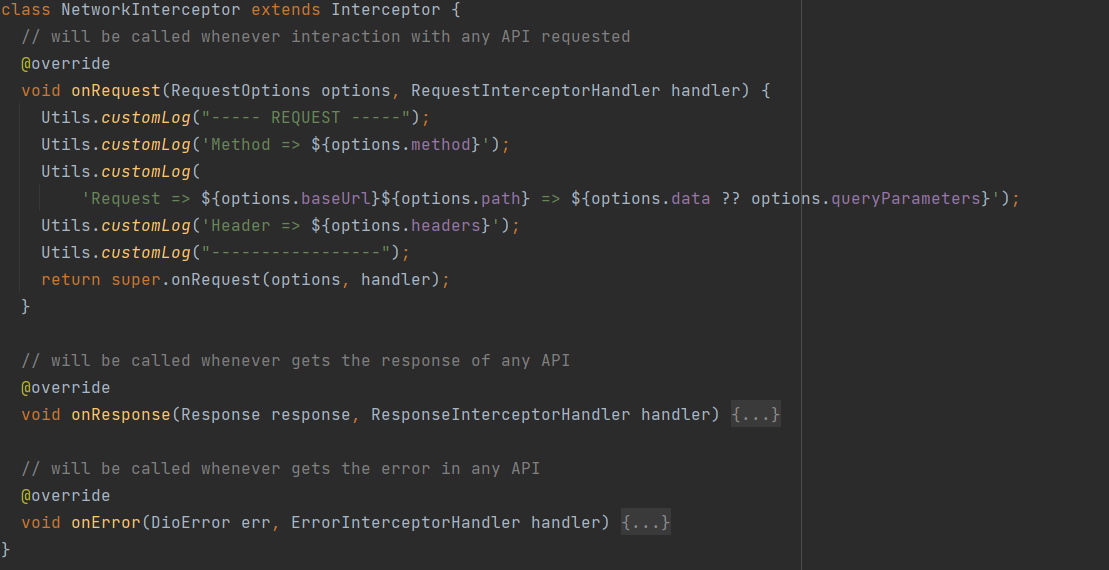 class NetworkInterceptor extends Interceptor {
  // will be called whenever interaction with any API requested
  @override
  void onRequest(RequestOptions options, RequestInterceptorHandler handler) {
    Utils.customLog("----- REQUEST -----");
    Utils.customLog('Method => ${options.method}');
    Utils.customLog(
        'Request => ${options.baseUrl}${options.path} => ${options.data ?? options.queryParameters}');
    Utils.customLog('Header => ${options.headers}');
    Utils.customLog("-----------------");
    return super.onRequest(options, handler);
  }

  // will be called whenever gets the response of any API
  @override
  void onResponse(Response response, ResponseInterceptorHandler handler) {...}

  // will be called whenever gets the error in any API
  @override
  void onError(DioError err, ErrorInterceptorHandler handler) {...}
}